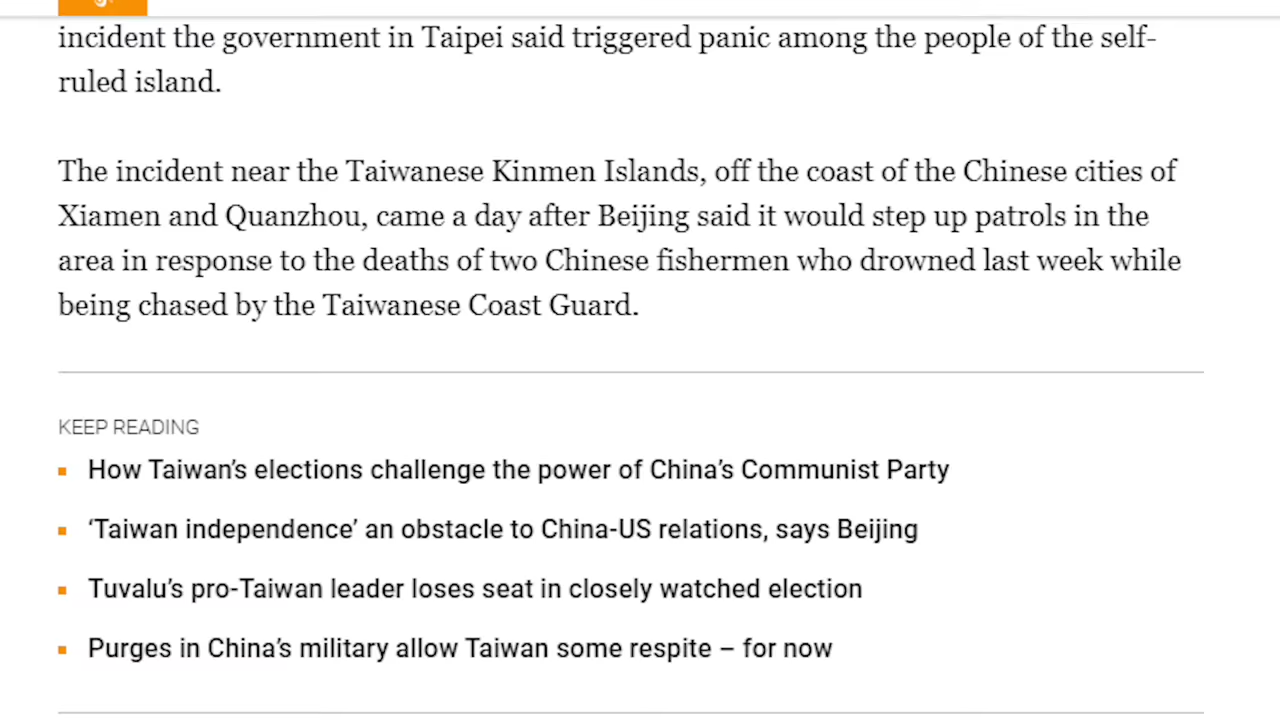 incident the government in Taipei said triggered panic among the people of the self-
ruled island.
The incident near the Taiwanese Kinmen Islands, off the coast of the Chinese cities of
Xiamen and Quanzhou, came a day after Beijing said it would step up patrols in the
area in response to the deaths of two Chinese fishermen who drowned last week while
being chased by the Taiwanese Coast Guard.
KEEP READING
How Taiwan’s elections challenge the power of China’s Communist Party
‘Taiwan independence’ an obstacle to China-US relations, says Beijing
Tuvalu’s pro-Taiwan leader loses seat in closely watched election
Purges in China’s military allow Taiwan some respite – for now